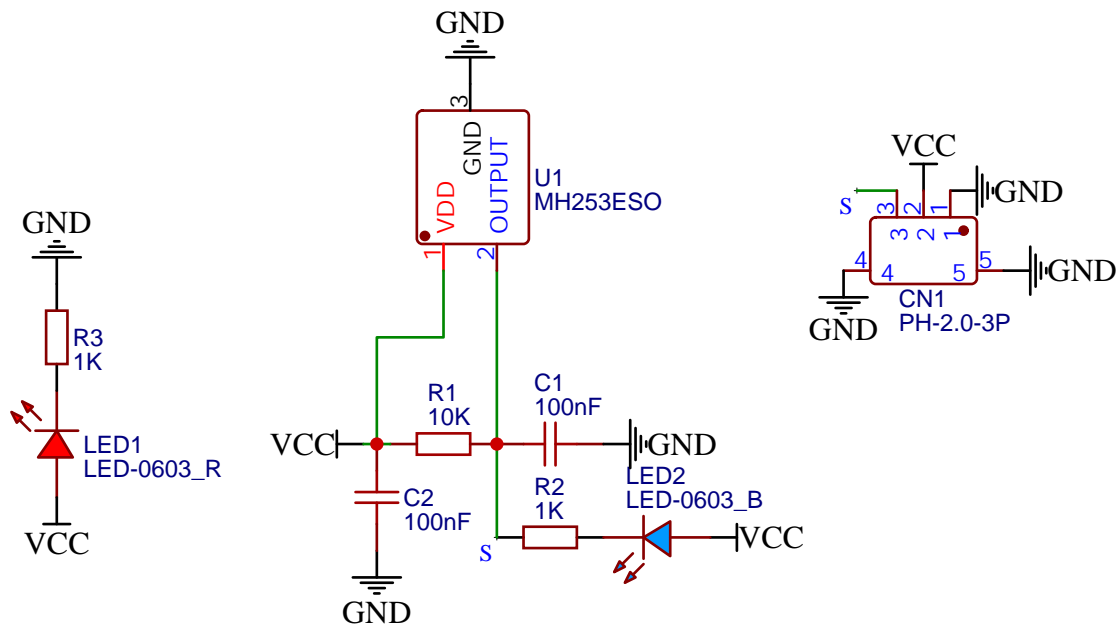 GND
3
GND
VDD
OUTPUT
1
2
U1
MH253ESO
GND
R3
1K
LED1
LED-0603_R
VCC
VCC
R1
10K
C1
100nF
GND
C2
100nF
GND
S
R2
1K
LED2
LED-0603_B
VCC
VCC
S
3
2
1
GND
3
2
1
4
4
5
5
GND
GND
CN1
PH-2.0-3P